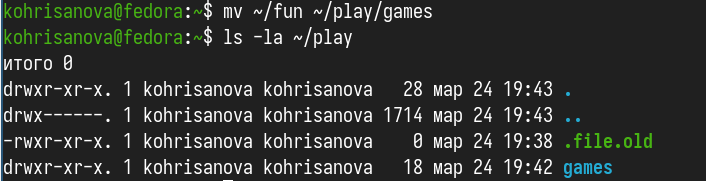 kohrisanova@fedora:~$ mv ~/fun ~/play/games
kohrisanova@fedora:~$ ls -la ~/play
итого 0
drwxr-xr-x. 1 kohrisanova kohrisanova   28 мар 24 19:43 .
drwx------. 1 kohrisanova kohrisanova 1714 мар 24 19:43 ..
-rwxr-xr-x. 1 kohrisanova kohrisanova    0 мар 24 19:38 .file.old
drwxr-xr-x. 1 kohrisanova kohrisanova   18 мар 24 19:42 games